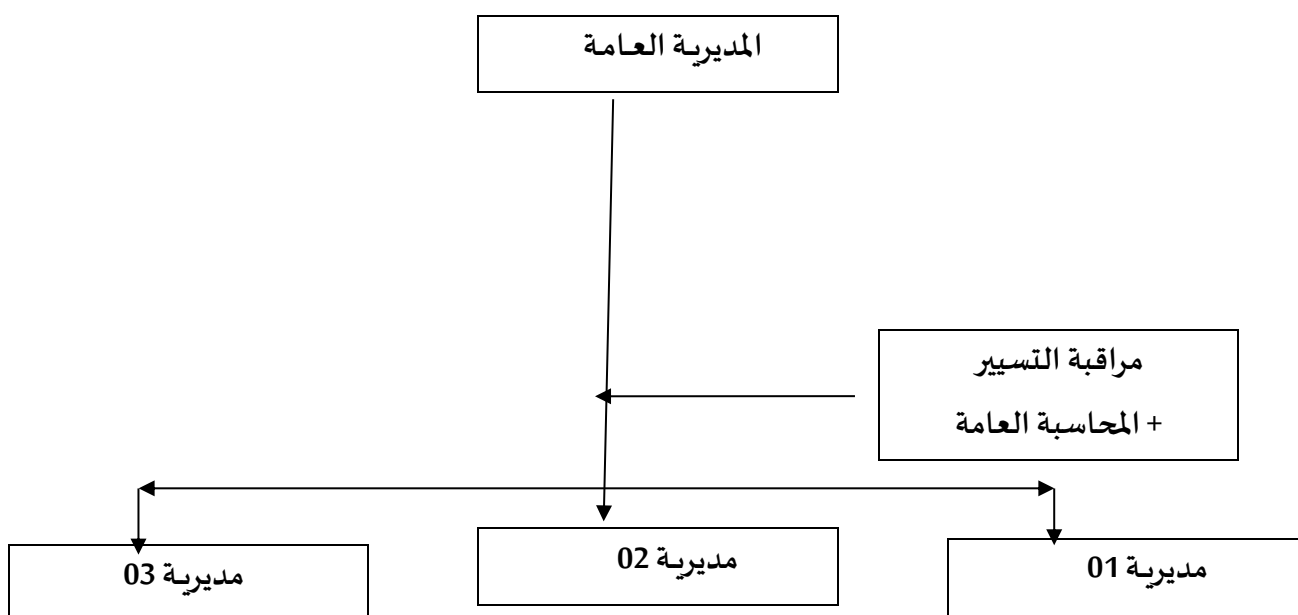 المديرية العامة
مراقبة التسيير
+ المحاسبة العامة
مديرية 01
مديرية 02
مديرية 03